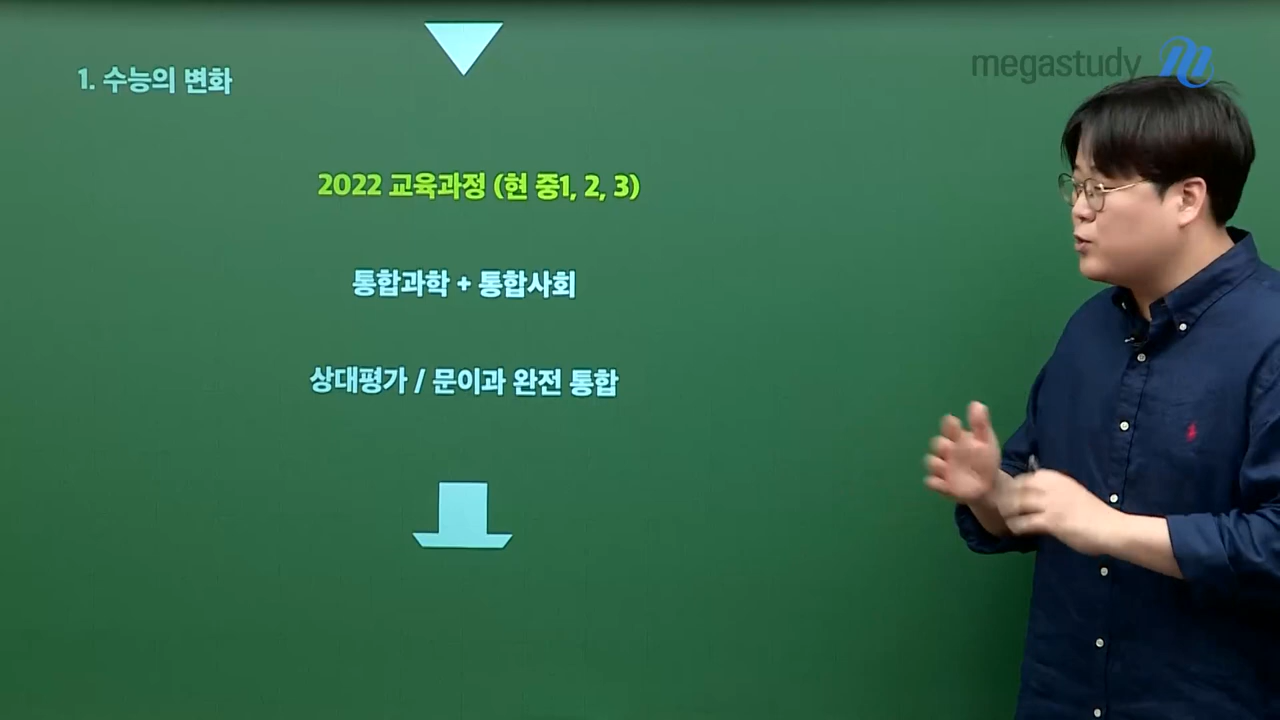 megastudy
1. 수능의 변화
2022 교육과정 (현 중1, 2, 3)
통합과학 + 통합사회
상대평가 / 문이과 완전 통합